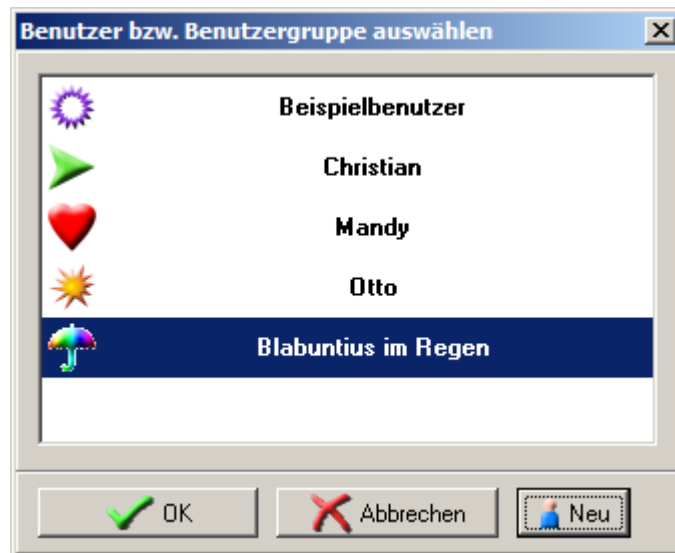 Benutzer bzw. Benutzergruppe auswählen
Beispielbenutzer
Christian
Mandy
Otto
Blabuntius im Regen
OK
Abbrechen
Neu